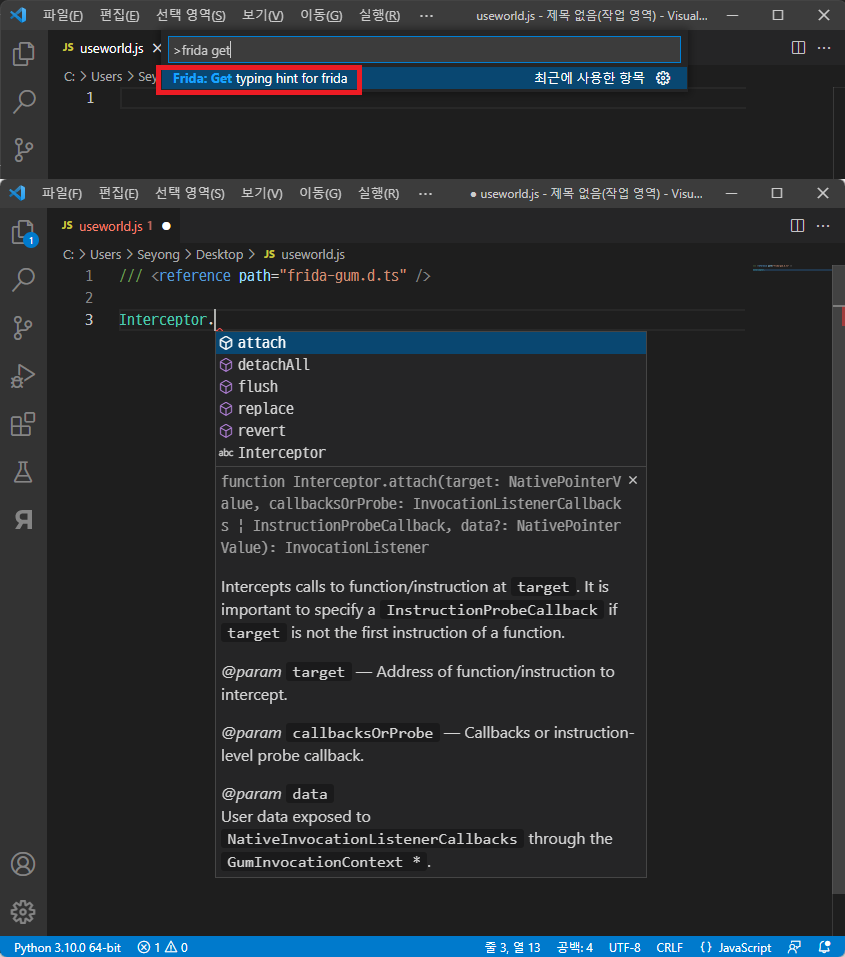 파일(F) 편집(E) 선택 영역(S) 보기(V) 이동(G) 실행(R) ··· useworld.js - 제목 없음(작업 영역) - Visual...
JS useworld.js
>frida get
Frida: Get typing hint for frida 최근에 사용한 항목
C: > Users > Sey
1
파일(F) 편집(E) 선택 영역(S) 보기(V) 이동(G) 실행(R) ··· ● useworld.js - 제목 없음(작업 영역) - Visu...
JS useworld.js 1 ●
1
C: > Users > Seyong > Desktop > JS useworld.js
1 /// <reference path="frida-gum.d.ts" />
2
3 Interceptor.
attach
detachAll
flush
replace
revert
abc Interceptor
function Interceptor.attach(target: NativePointerV
alue, callbacksOrProbe: InvocationListenerCallback
s ¦ InstructionProbeCallback, data?: NativePointer
Value): InvocationListener
Intercepts calls to function/instruction at target. It is
important to specify a InstructionProbeCallback if
target is not the first instruction of a function.
@param target — Address of function/instruction to
intercept.
@param callbacksOrProbe — Callbacks or instruction-
level probe callback.
@param data
User data exposed to
NativeInvocationListenerCallbacks through the
GumInvocationContext *.
Я
Python 3.10.0 64-bit 1 0 줄 3, 열 13 공백: 4 UTF-8 CRLF {} JavaScript